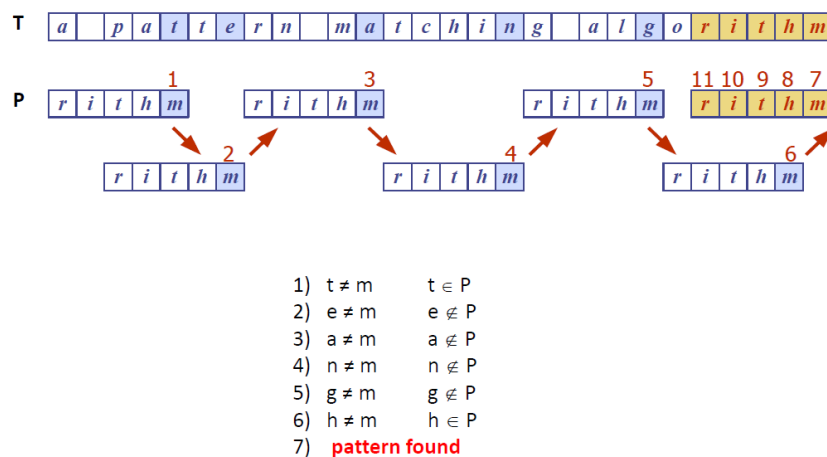 T a p a t t e r n m a t c h i n g a l g o r i t h m
1 3 5 11 10 9 8 7
P r i t h m r i t h m r i t h m r i t h m
2 4 6
r i t h m r i t h m r i t h m
1) t ≠ m t ∈ P
2) e ≠ m e ∉ P
3) a ≠ m a ∉ P
4) n ≠ m n ∉ P
5) g ≠ m g ∉ P
6) h ≠ m h ∈ P
7) pattern found